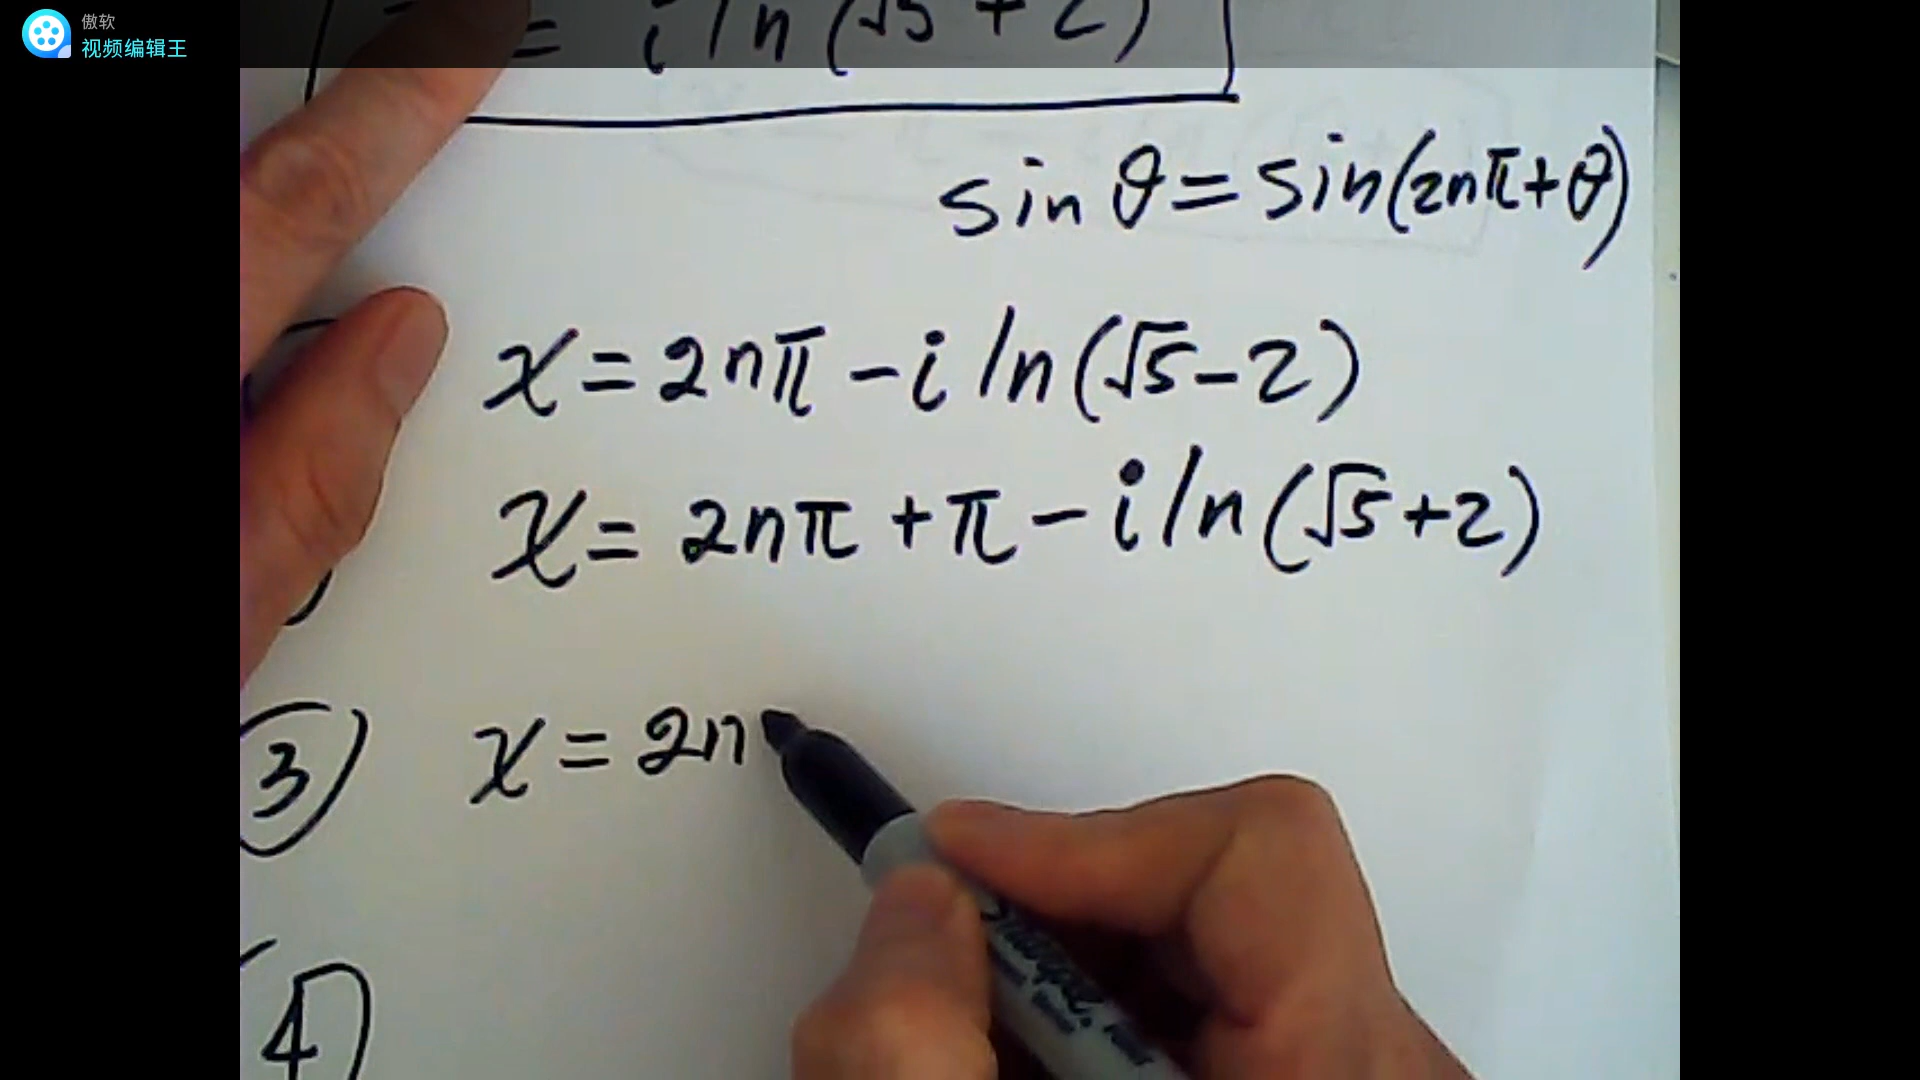 傲软
视频编辑王
= i ln(√5+2)
sin θ = sin(2nπ+θ)
x = 2nπ - i ln(√5-2)
x = 2nπ + π - i ln(√5+2)
③ x = 2n
④
Sharpie